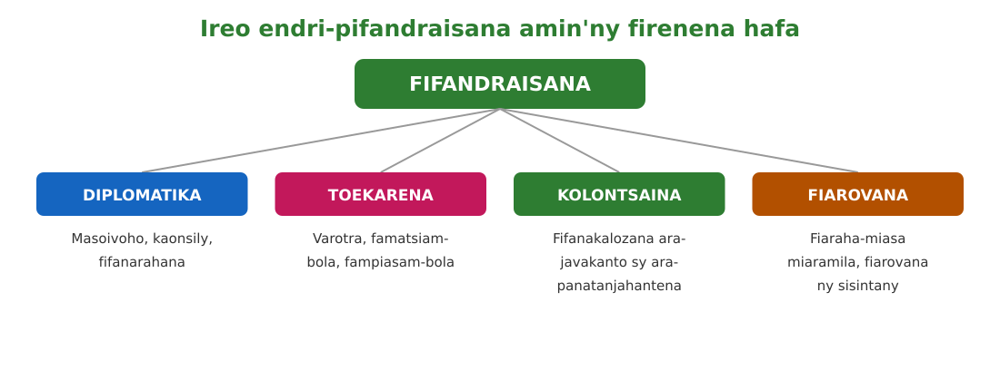 Ireo endri-pifandraisana amin'ny firenena hafa
FIFANDRAISANA
DIPLOMATIKA
Masoivoho, kaonsily,
fifanarahana
TOEKARENA
Varotra, famatsiam-
bola, fampiasam-bola
KOLONTSAINA
Fifanakalozana ara-
javakanto sy ara-
panatanjahantena
FIAROVANA
Fiaraha-miasa
miaramila, fiarovana
ny sisintany